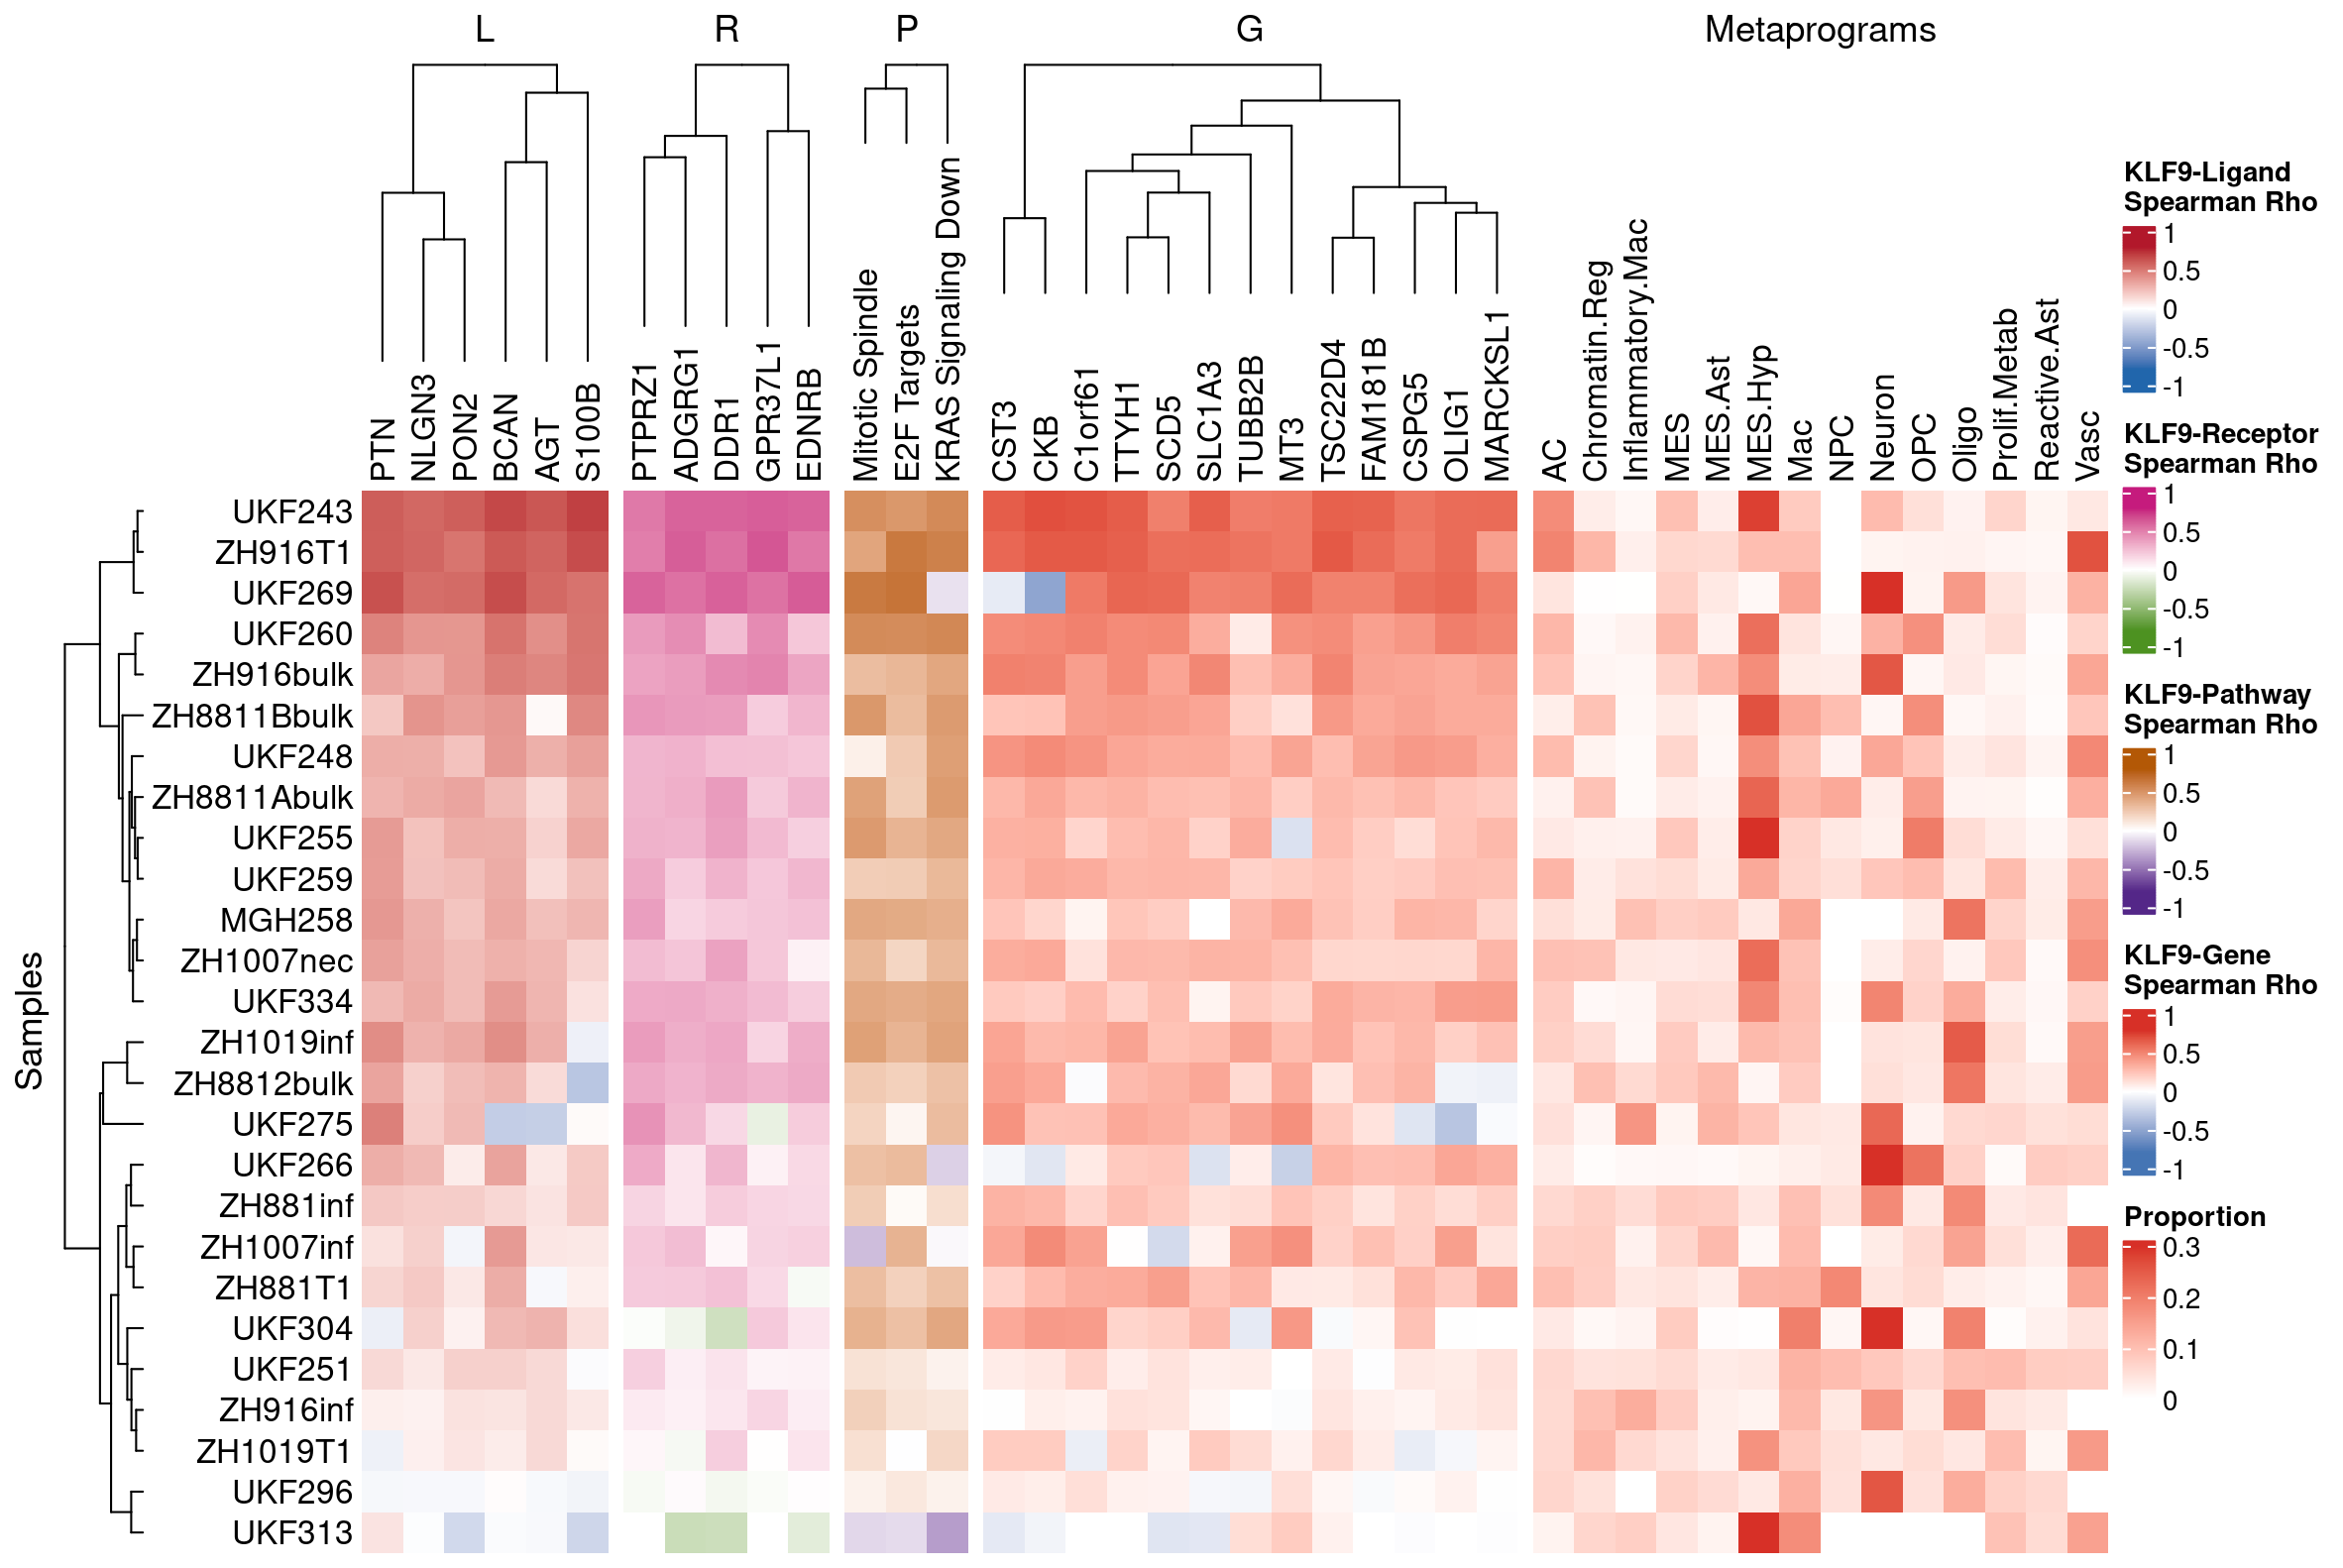 L R P G Metaprograms
PTN NLGN3 PON2 BCAN AGT S100B PTPRZ1 ADGRG1 DDR1 GPR37L1 EDNRB Mitotic Spindle E2F Targets KRAS Signaling Down CST3 CKB C1orf61 TTYH1 SCD5 SLC1A3 TUBB2B MT3 TSC22D4 FAM181B CSPG5 OLIG1 MARCKSL1 AC Chromatin.Reg Inflammatory.Mac MES MES.Ast MES.Hyp Mac NPC Neuron OPC Oligo Prolif.Metab Reactive.Ast Vasc
Samples
UKF243
ZH916T1
UKF269
UKF260
ZH916bulk
ZH8811Bbulk
UKF248
ZH8811Abulk
UKF255
UKF259
MGH258
ZH1007nec
UKF334
ZH1019inf
ZH8812bulk
UKF275
UKF266
ZH881inf
ZH1007inf
ZH881T1
UKF304
UKF251
ZH916inf
ZH1019T1
UKF296
UKF313
KLF9-Ligand
Spearman Rho
1
0.5
0
-0.5
-1
KLF9-Receptor
Spearman Rho
1
0.5
0
-0.5
-1
KLF9-Pathway
Spearman Rho
1
0.5
0
-0.5
-1
KLF9-Gene
Spearman Rho
1
0.5
0
-0.5
-1
Proportion
0.3
0.2
0.1
0